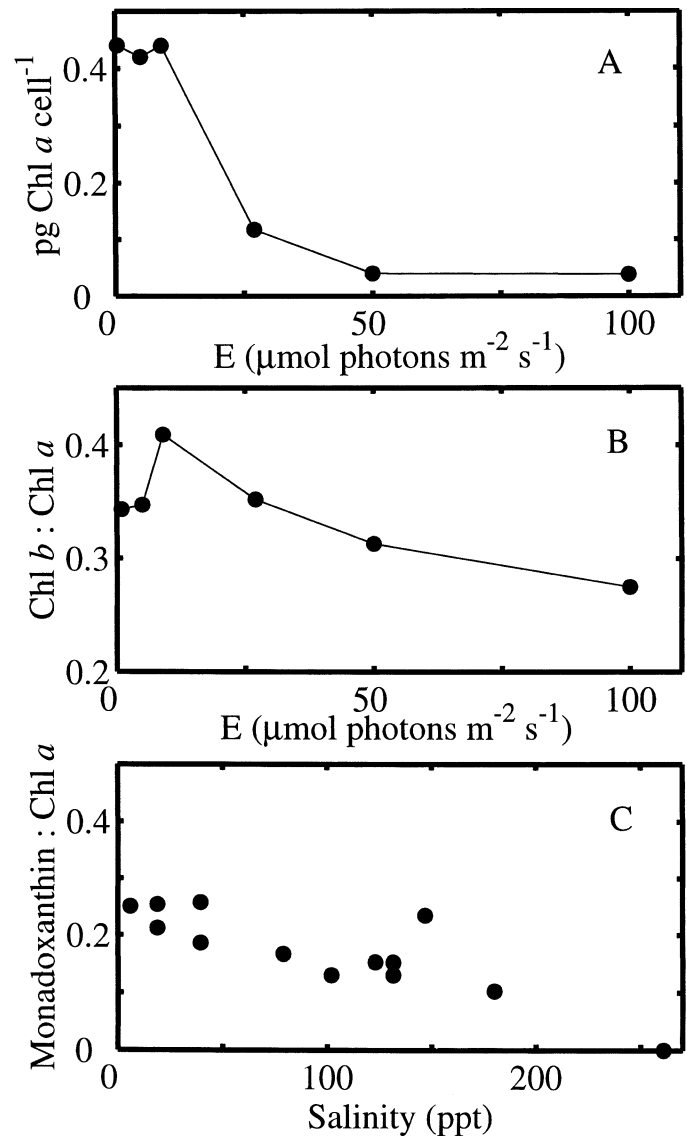 A
pg Chl a cell⁻¹
0.4
0.2
0
0 50 100
E (μmol photons m⁻² s⁻¹)
B
Chl b : Chl a
0.4
0.3
0.2
0 50 100
E (μmol photons m⁻² s⁻¹)
C
Monadoxanthin : Chl a
0.4
0.2
0
0 100 200
Salinity (ppt)